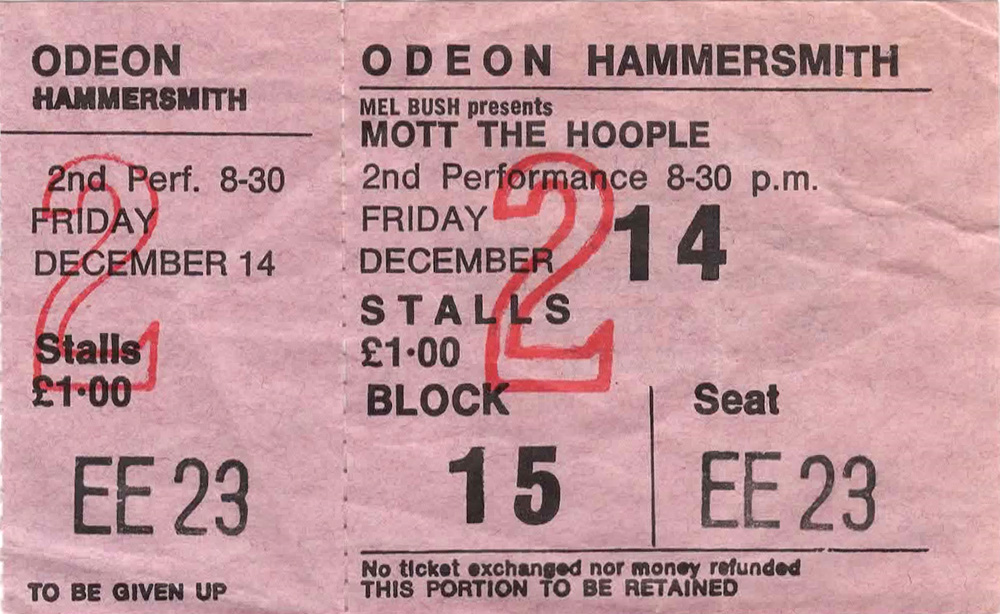 ODEON
HAMMERSMITH
2nd Perf. 8-30
FRIDAY
DECEMBER 14
Stalls
£1·00
EE 23
TO BE GIVEN UP
2
ODEON HAMMERSMITH
MEL BUSH presents
MOTT THE HOOPLE
2nd Performance 8-30 p.m.
FRIDAY 14
DECEMBER
STALLS
£1·00
BLOCK Seat
15 EE 23
No ticket exchanged nor money refunded
THIS PORTION TO BE RETAINED
2